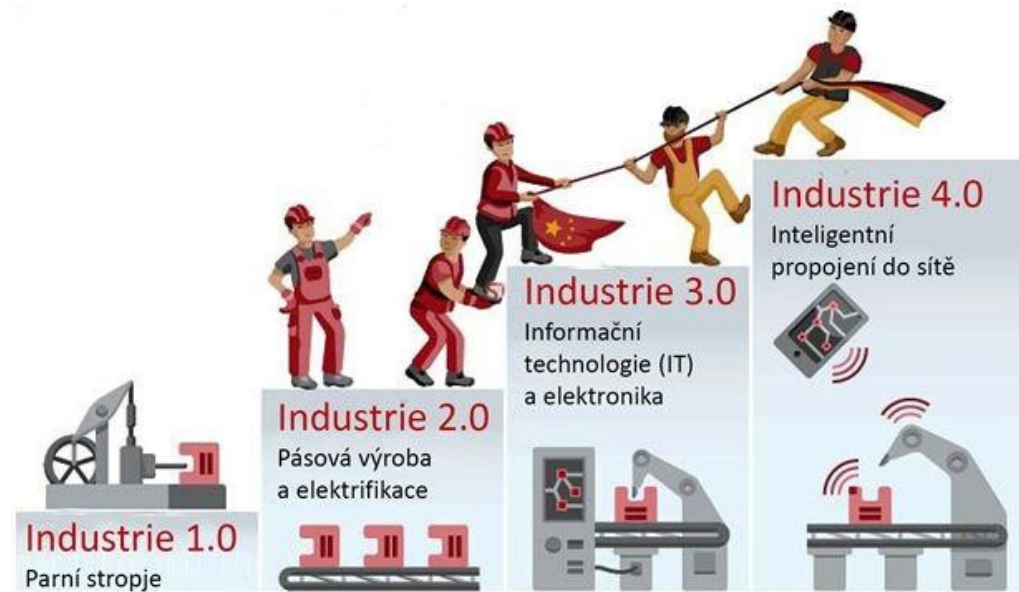 Industrie 1.0
Parní stropje
Industrie 2.0
Pásová výroba
a elektrifikace
Industrie 3.0
Informační
technologie (IT)
a elektronika
Industrie 4.0
Inteligentní
propojení do sítě